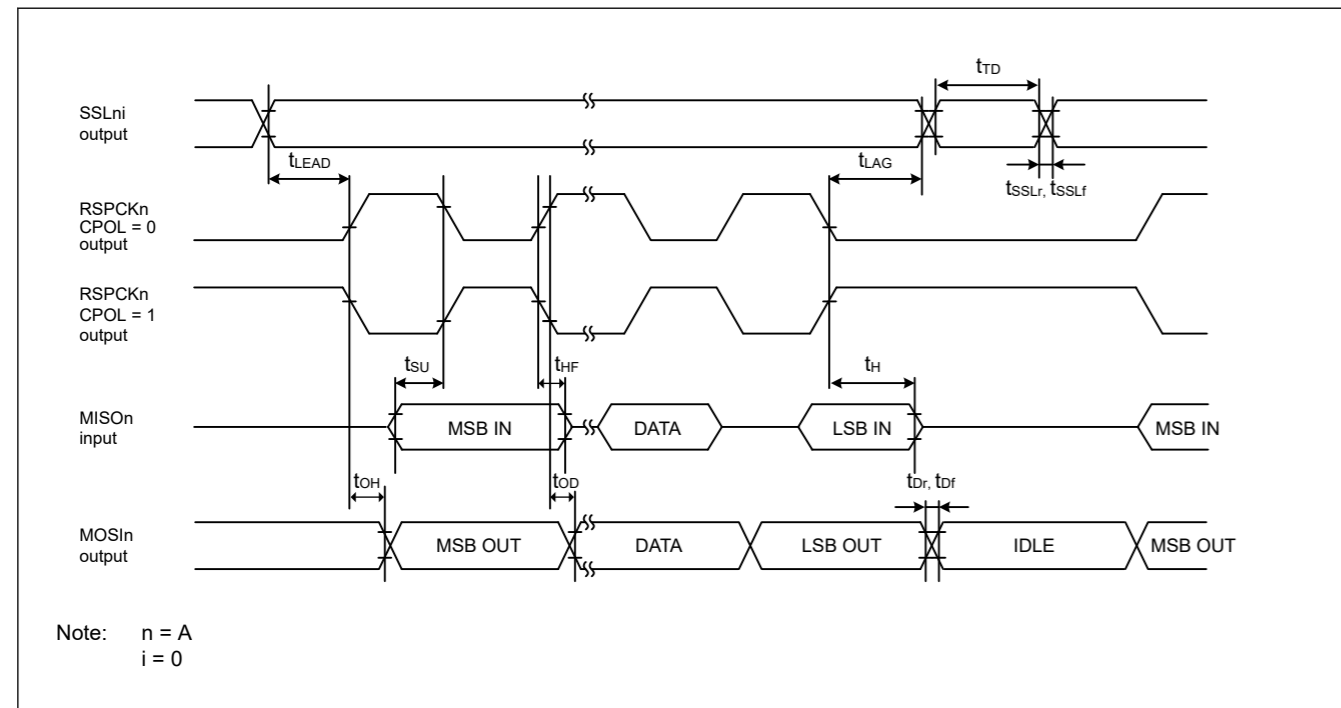 tTD
SSLni
output
tLEAD
tLAG
tSSLr, tSSLf
RSPCKn
CPOL = 0
output
RSPCKn
CPOL = 1
output
tSU
tHF
tH
MISOn
input
MSB IN
DATA
LSB IN
MSB IN
tOH
tOD
tDr, tDf
MOSIn
output
MSB OUT
DATA
LSB OUT
IDLE
MSB OUT
Note: n = A
i = 0